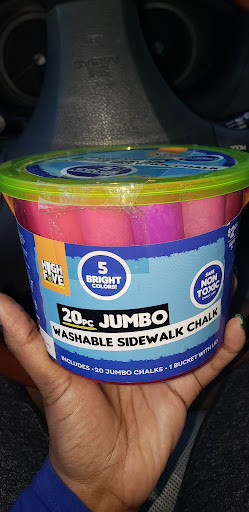 HIGH
FIVE
5
BRIGHT
COLORS!
SAFE
NON
TOXIC
20PC JUMBO
WASHABLE SIDEWALK CHALK
INCLUDES • 20 JUMBO CHALKS • 1 BUCKET WITH LID